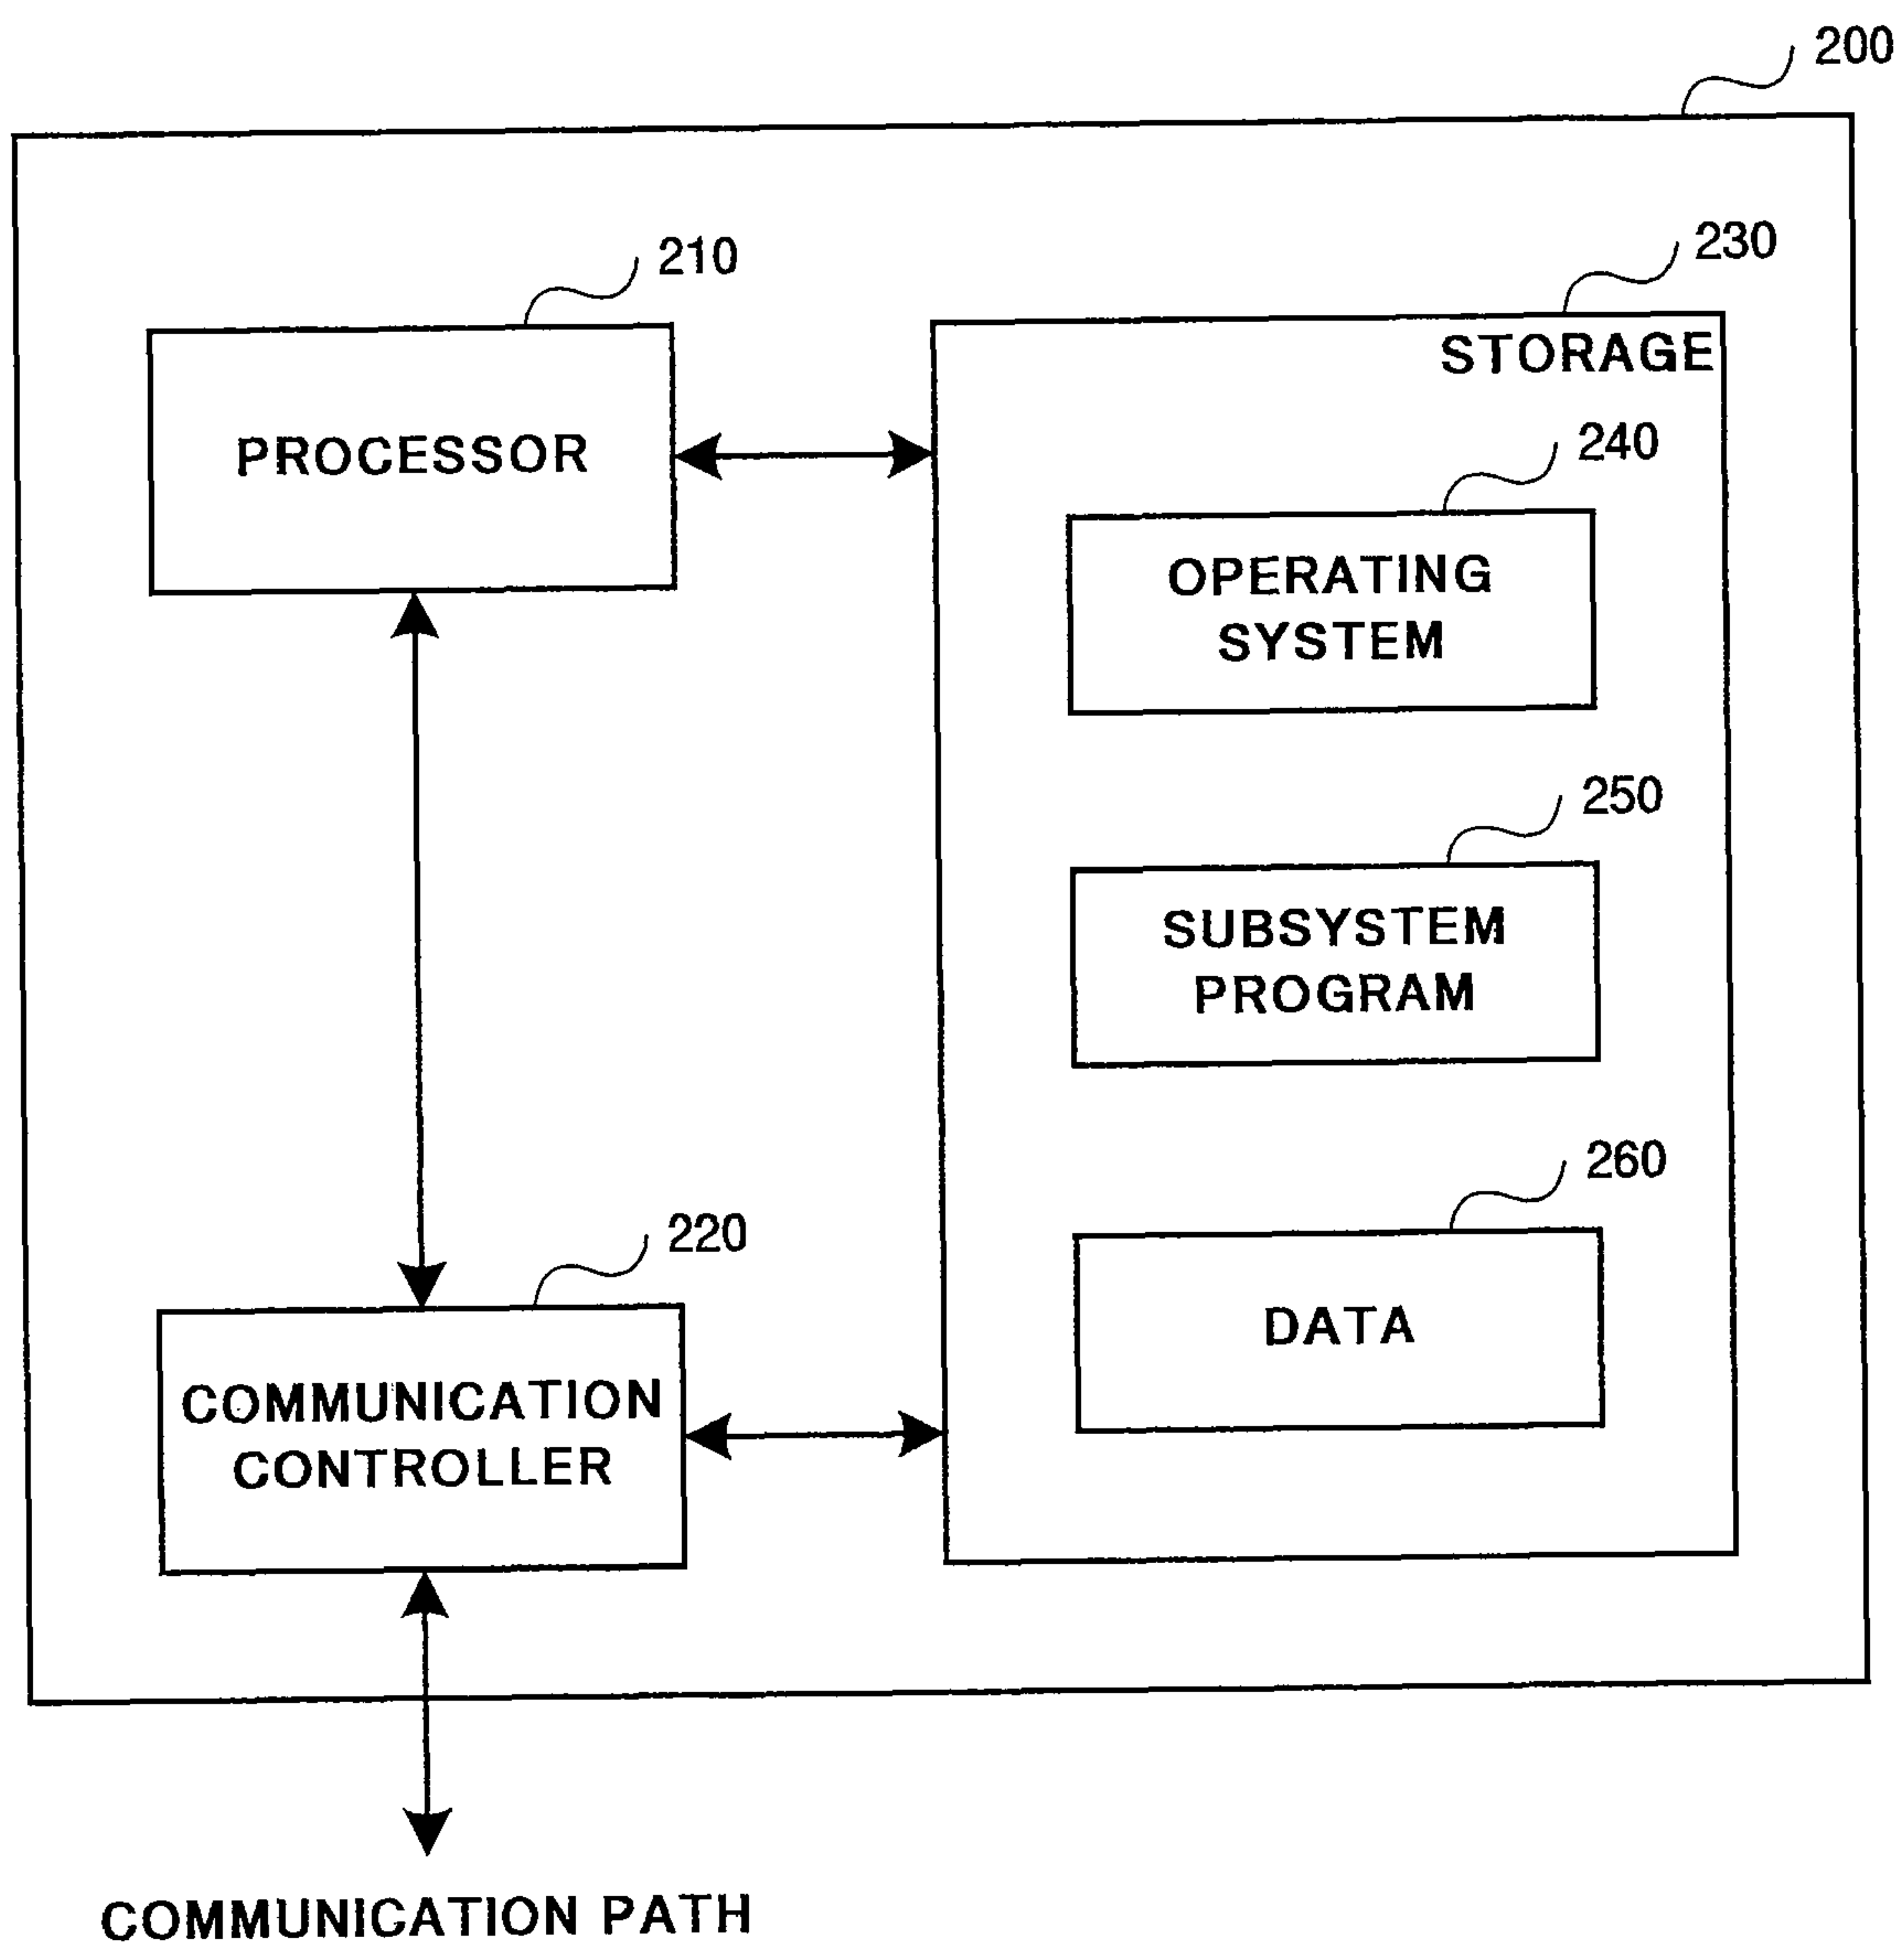 200
210
230
STORAGE
PROCESSOR
240
OPERATING
SYSTEM
250
SUBSYSTEM
PROGRAM
260
DATA
220
COMMUNICATION
CONTROLLER
COMMUNICATION PATH